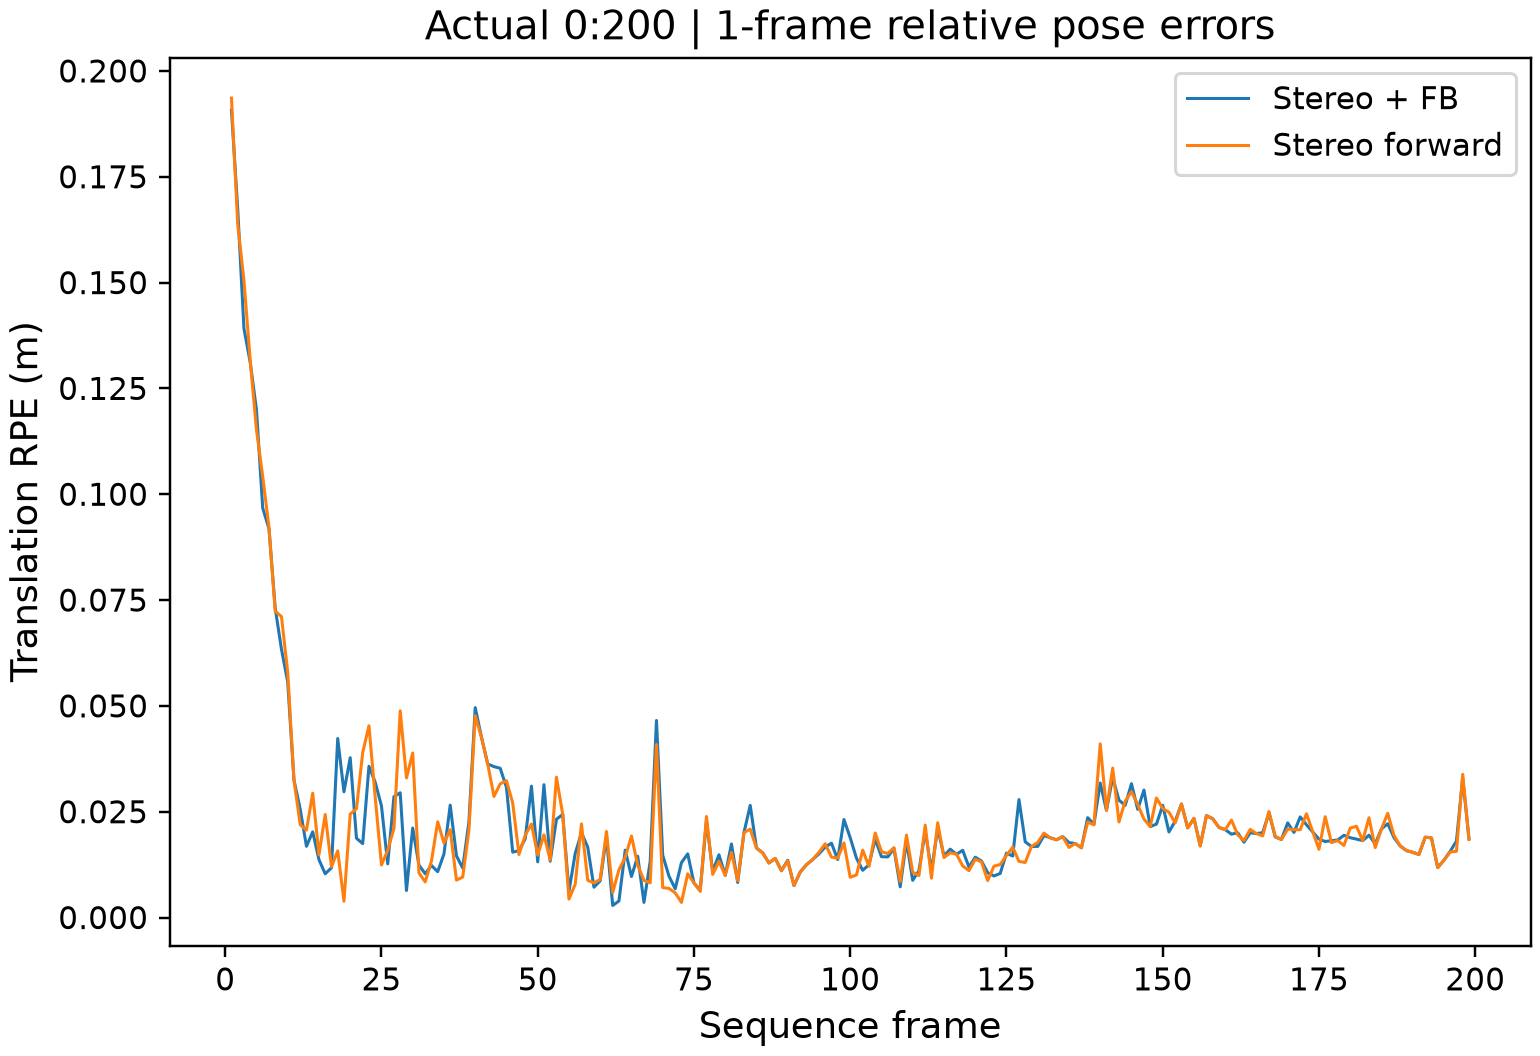 Actual 0:200 | 1-frame relative pose errors
Stereo + FB
Stereo forward
Translation RPE (m)
0.200
0.175
0.150
0.125
0.100
0.075
0.050
0.025
0.000
0 25 50 75 100 125 150 175 200
Sequence frame